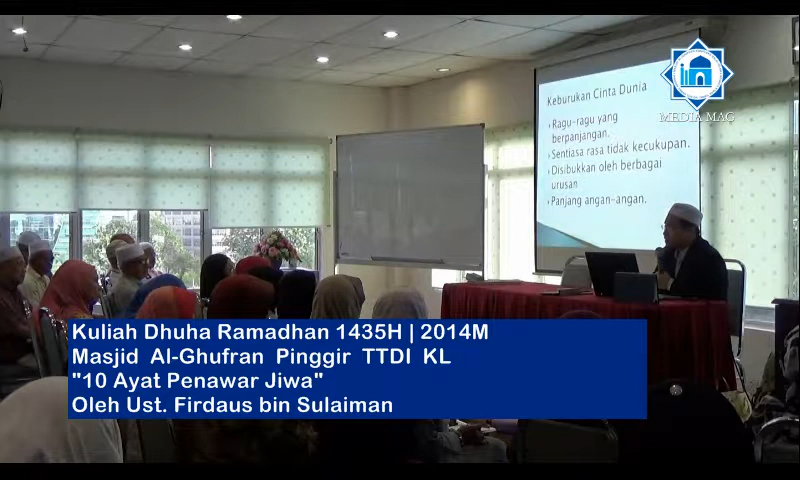 MEDIA MAG
Keburukan Cinta Dunia
Ragu-ragu yang
berpanjangan.
Sentiasa rasa tidak kecukupan.
Disibukkan oleh berbagai
urusan
Panjang angan-angan.
Kuliah Dhuha Ramadhan 1435H | 2014M
Masjid Al-Ghufran Pinggir TTDI KL
"10 Ayat Penawar Jiwa"
Oleh Ust. Firdaus bin Sulaiman